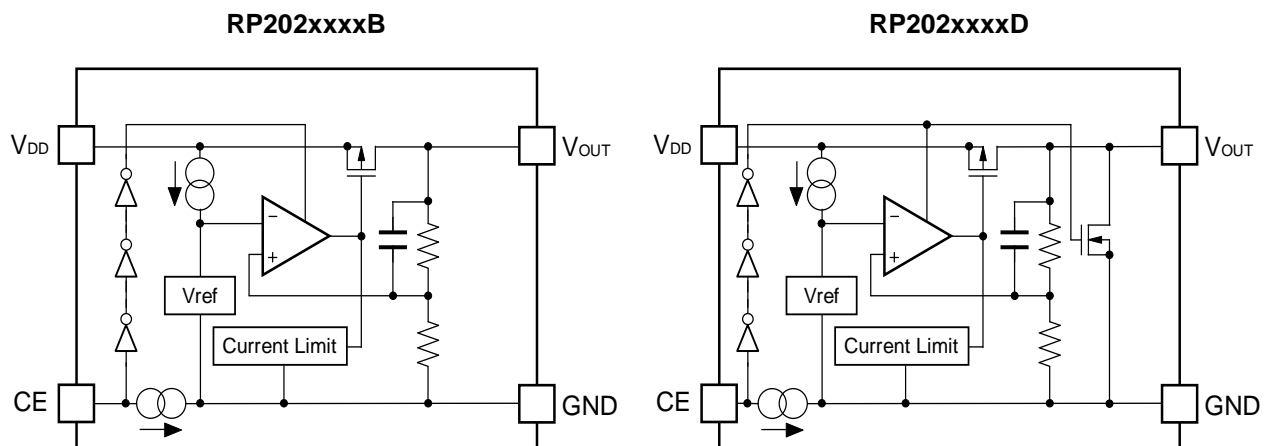 RP202xxxxB
VDD
VOUT
−
+
Vref
Current Limit
CE
GND
RP202xxxxD
VDD
VOUT
−
+
Vref
Current Limit
CE
GND